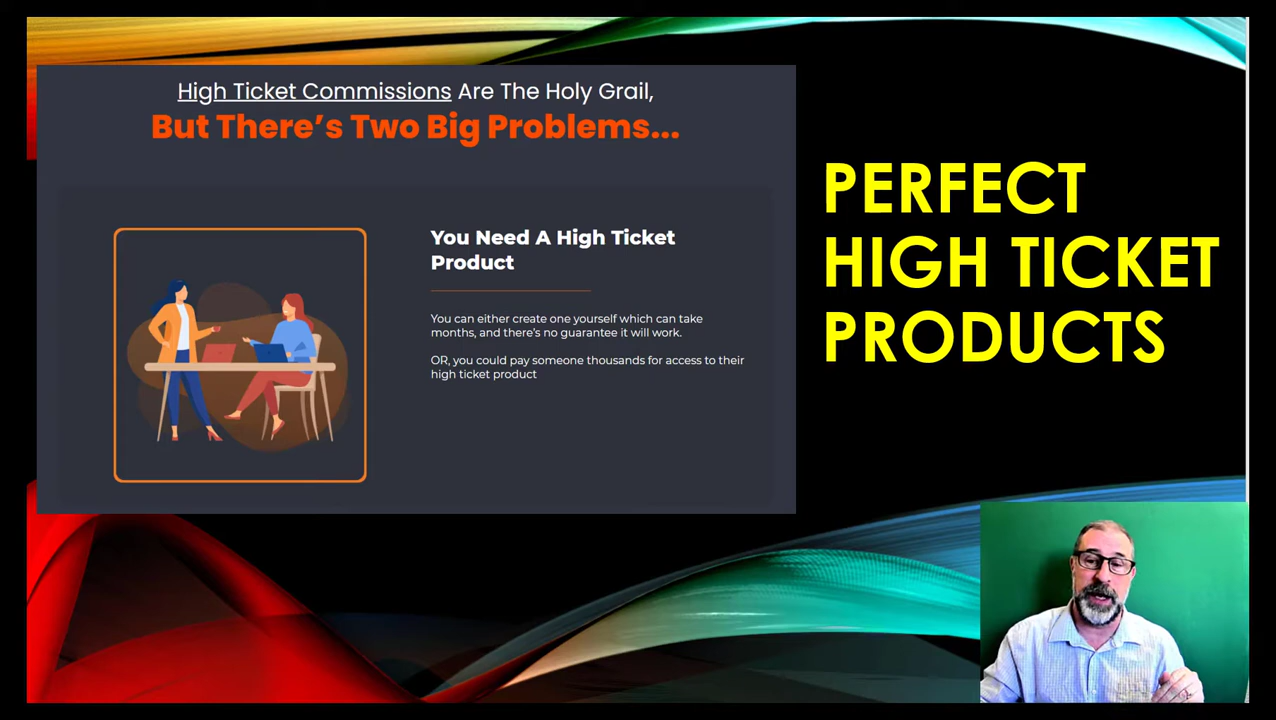 High Ticket Commissions Are The Holy Grail,
But There's Two Big Problems...
You Need A High Ticket
Product
You can either create one yourself which can take
months, and there's no guarantee it will work.
OR, you could pay someone thousands for access to their
high ticket product
PERFECT
HIGH TICKET
PRODUCTS